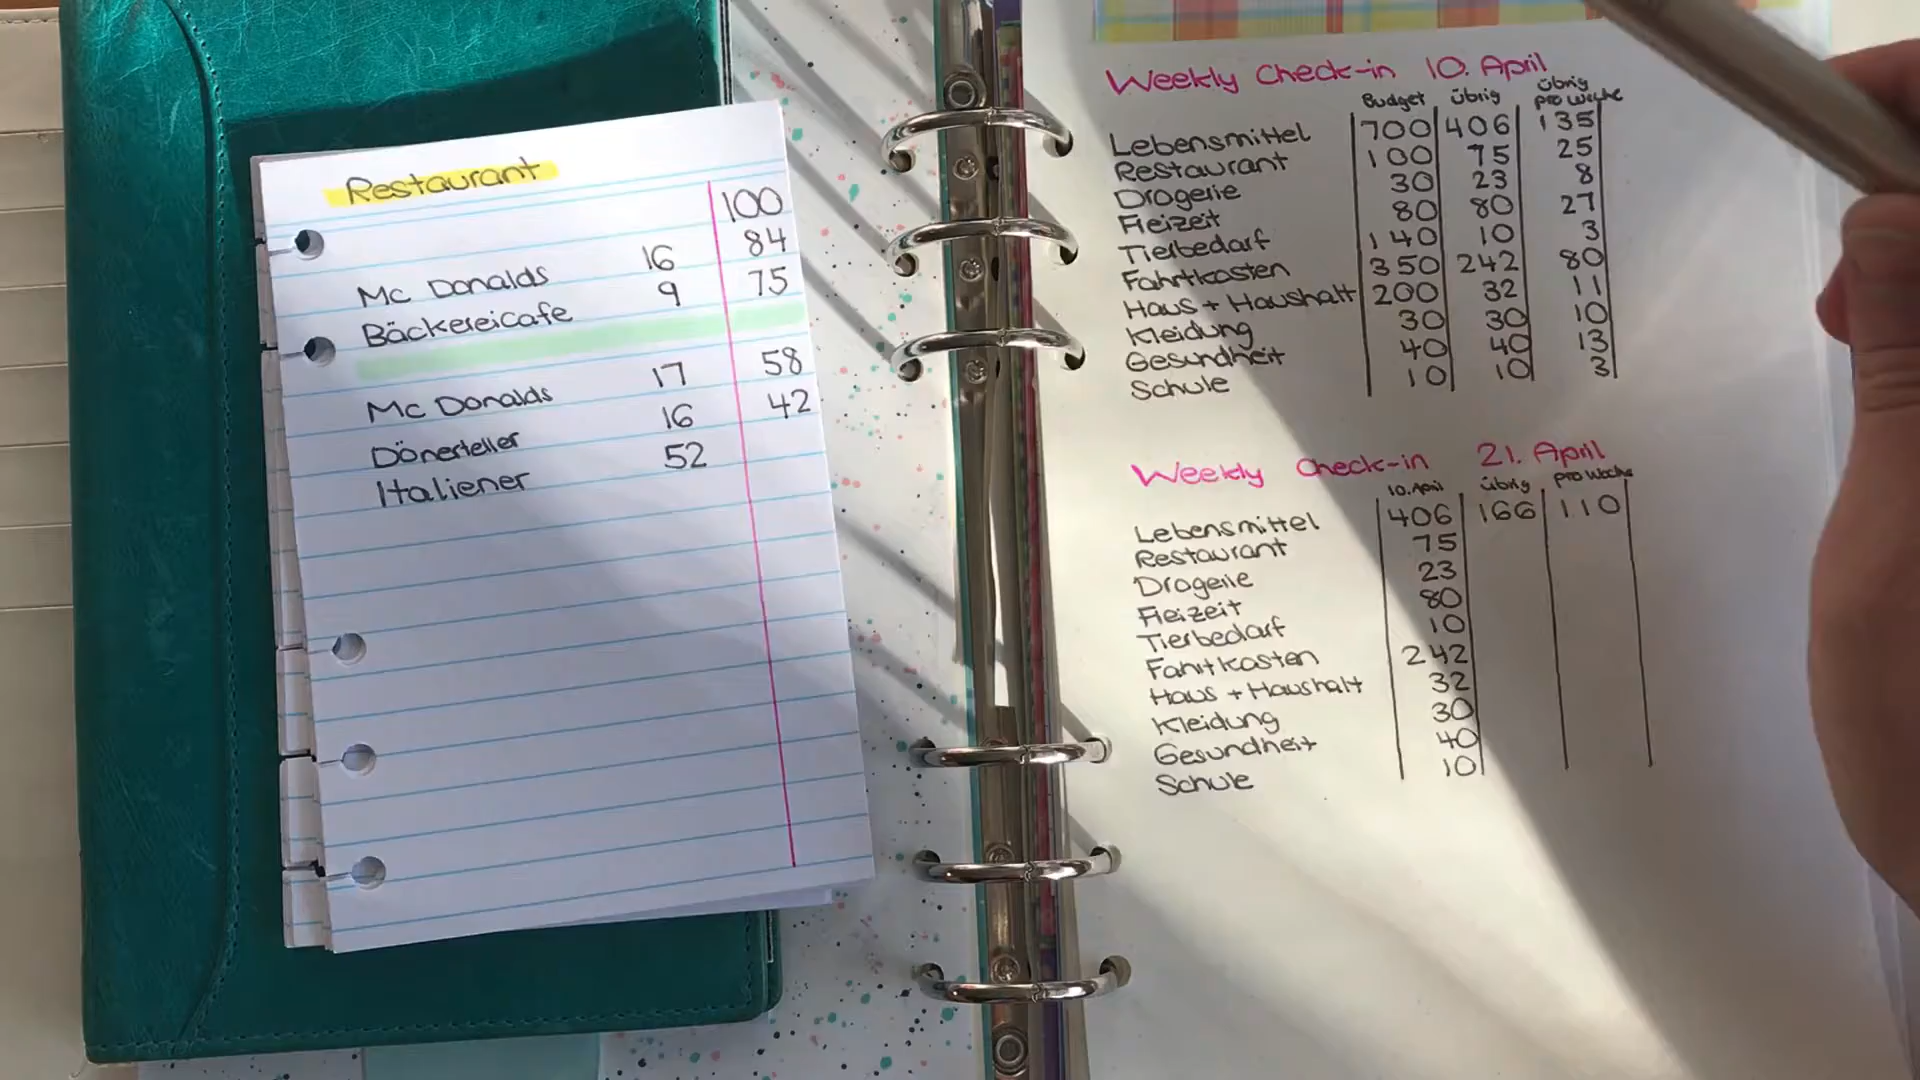 Restaurant
100
Mc Donalds 16 84
Bäckereicafe 9 75
Mc Donalds 17 58
Dönerteller 16 42
Italiener 52
Weekly Check-in 10. April
Budget übrig übrig pro Woche
Lebensmittel 700 406 135
Restaurant 100 75 25
Drogerie 30 23 8
Freizeit 80 80 27
Tierbedarf 140 10 3
Fahrtkosten 350 242 80
Haus + Haushalt 200 32 11
Kleidung 30 30 10
Gesundheit 40 40 13
Schule 10 10 3
Weekly Check-in 21. April
10. April übrig pro Woche
Lebensmittel 406 166 110
Restaurant 75
Drogerie 23
Freizeit 80
Tierbedarf 10
Fahrtkosten 242
Haus + Haushalt 32
Kleidung 30
Gesundheit 40
Schule 10